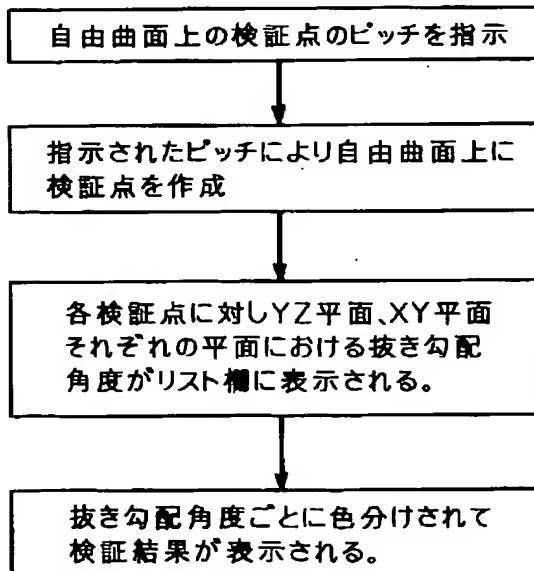 自由曲面上の検証点のピッチを指示
指示されたピッチにより自由曲面上に
検証点を作成
各検証点に対しYZ平面、XY平面
それぞれの平面における抜き勾配
角度がリスト欄に表示される。
抜き勾配角度ごとに色分けされて
検証結果が表示される。